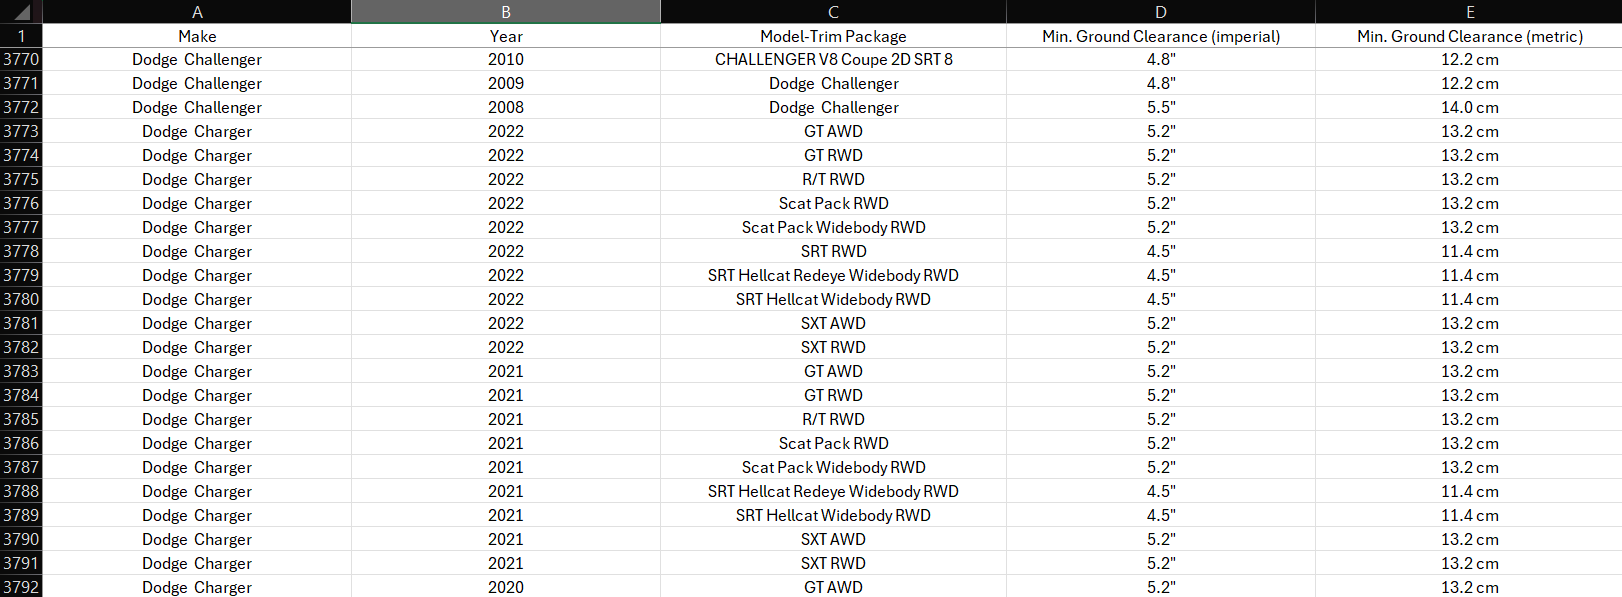 A B C D E
1 Make Year Model-Trim Package Min. Ground Clearance (imperial) Min. Ground Clearance (metric)
3770 Dodge Challenger 2010 CHALLENGER V8 Coupe 2D SRT 8 4.8" 12.2 cm
3771 Dodge Challenger 2009 Dodge Challenger 4.8" 12.2 cm
3772 Dodge Challenger 2008 Dodge Challenger 5.5" 14.0 cm
3773 Dodge Charger 2022 GT AWD 5.2" 13.2 cm
3774 Dodge Charger 2022 GT RWD 5.2" 13.2 cm
3775 Dodge Charger 2022 R/T RWD 5.2" 13.2 cm
3776 Dodge Charger 2022 Scat Pack RWD 5.2" 13.2 cm
3777 Dodge Charger 2022 Scat Pack Widebody RWD 5.2" 13.2 cm
3778 Dodge Charger 2022 SRT RWD 4.5" 11.4 cm
3779 Dodge Charger 2022 SRT Hellcat Redeye Widebody RWD 4.5" 11.4 cm
3780 Dodge Charger 2022 SRT Hellcat Widebody RWD 4.5" 11.4 cm
3781 Dodge Charger 2022 SXT AWD 5.2" 13.2 cm
3782 Dodge Charger 2022 SXT RWD 5.2" 13.2 cm
3783 Dodge Charger 2021 GT AWD 5.2" 13.2 cm
3784 Dodge Charger 2021 GT RWD 5.2" 13.2 cm
3785 Dodge Charger 2021 R/T RWD 5.2" 13.2 cm
3786 Dodge Charger 2021 Scat Pack RWD 5.2" 13.2 cm
3787 Dodge Charger 2021 Scat Pack Widebody RWD 5.2" 13.2 cm
3788 Dodge Charger 2021 SRT Hellcat Redeye Widebody RWD 4.5" 11.4 cm
3789 Dodge Charger 2021 SRT Hellcat Widebody RWD 4.5" 11.4 cm
3790 Dodge Charger 2021 SXT AWD 5.2" 13.2 cm
3791 Dodge Charger 2021 SXT RWD 5.2" 13.2 cm
3792 Dodge Charger 2020 GT AWD 5.2" 13.2 cm